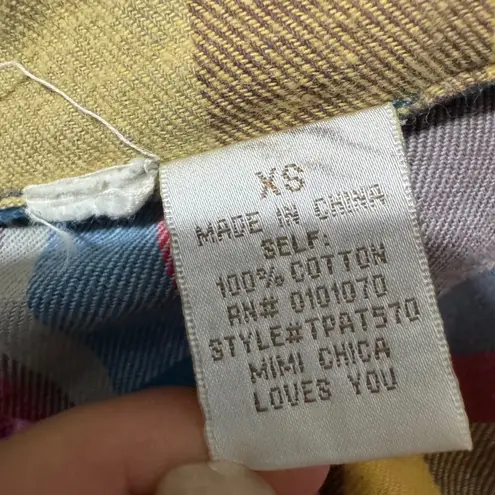 XS
MADE IN CHINA
SELF:
100% COTTON
RN# 0101070
STYLE#TPAT570
MIMI CHICA
LOVES YOU